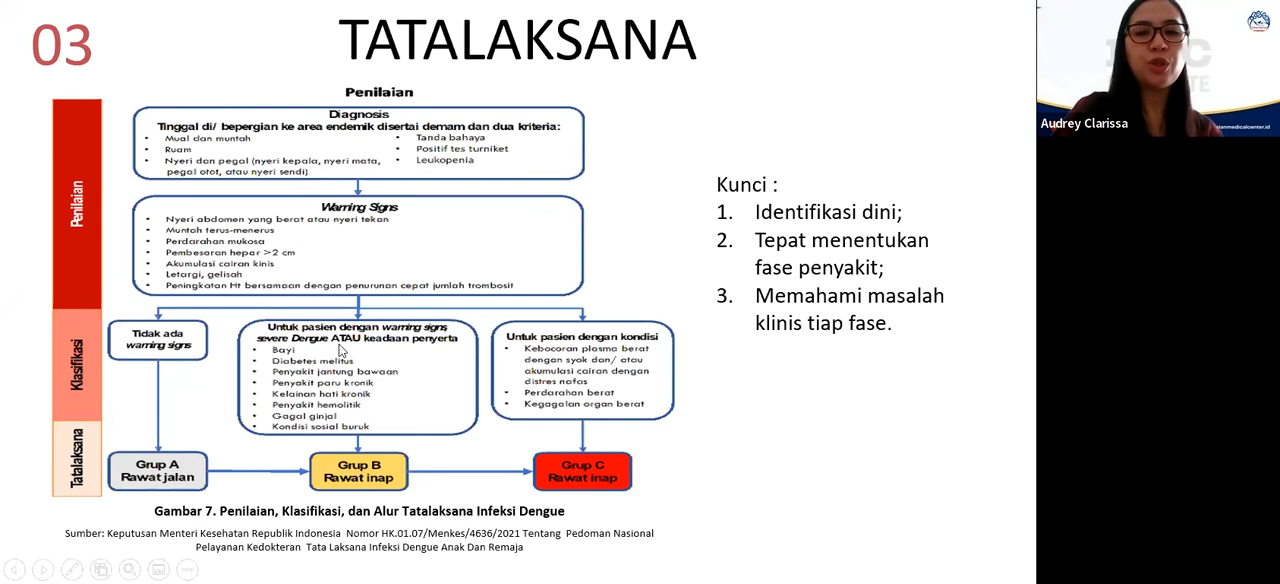 03
TATALAKSANA
Penilaian
Diagnosis
Tinggal di/ bepergian ke area endemik disertai demam dan dua kriteria:
• Mual dan muntah
• Ruam
• Nyeri dan pegal (nyeri kepala, nyeri mata,
pegal otot, atau nyeri sendi)
• Tanda bahaya
• Positif tes turniket
• Leukopenia
Warning Signs
• Nyeri abdomen yang berat atau nyeri tekan
• Muntah terus-menerus
• Perdarahan mukosa
• Pembesaran hepar >2 cm
• Akumulasi cairan kinis
• Letargi, gelisah
• Peningkatan Ht bersamaan dengan penurunan cepat jumlah trombosit
Penilaian
Klasifikasi
Tatalaksana
Tidak ada
warning signs
Untuk pasien dengan warning signs,
severe Dengue ATAU keadaan penyerta
• Bayi
• Diabetes melitus
• Penyakit jantung bawaan
• Penyakit paru kronik
• Kelainan hati kronik
• Penyakit hemolitik
• Gagal ginjal
• Kondisi sosial buruk
Untuk pasien dengan kondisi
• Kebocoran plasma berat
dengan syok dan/ atau
akumulasi cairan dengan
distres nafas
• Perdarahan berat
• Kegagalan organ berat
Grup A
Rawat jalan
Grup B
Rawat inap
Grup C
Rawat inap
Gambar 7. Penilaian, Klasifikasi, dan Alur Tatalaksana Infeksi Dengue
Sumber: Keputusan Menteri Kesehatan Republik Indonesia Nomor HK.01.07/Menkes/4636/2021 Tentang Pedoman Nasional
Pelayanan Kedokteran Tata Laksana Infeksi Dengue Anak Dan Remaja
Kunci :
1. Identifikasi dini;
2. Tepat menentukan
fase penyakit;
3. Memahami masalah
klinis tiap fase.
Audrey Clarissa